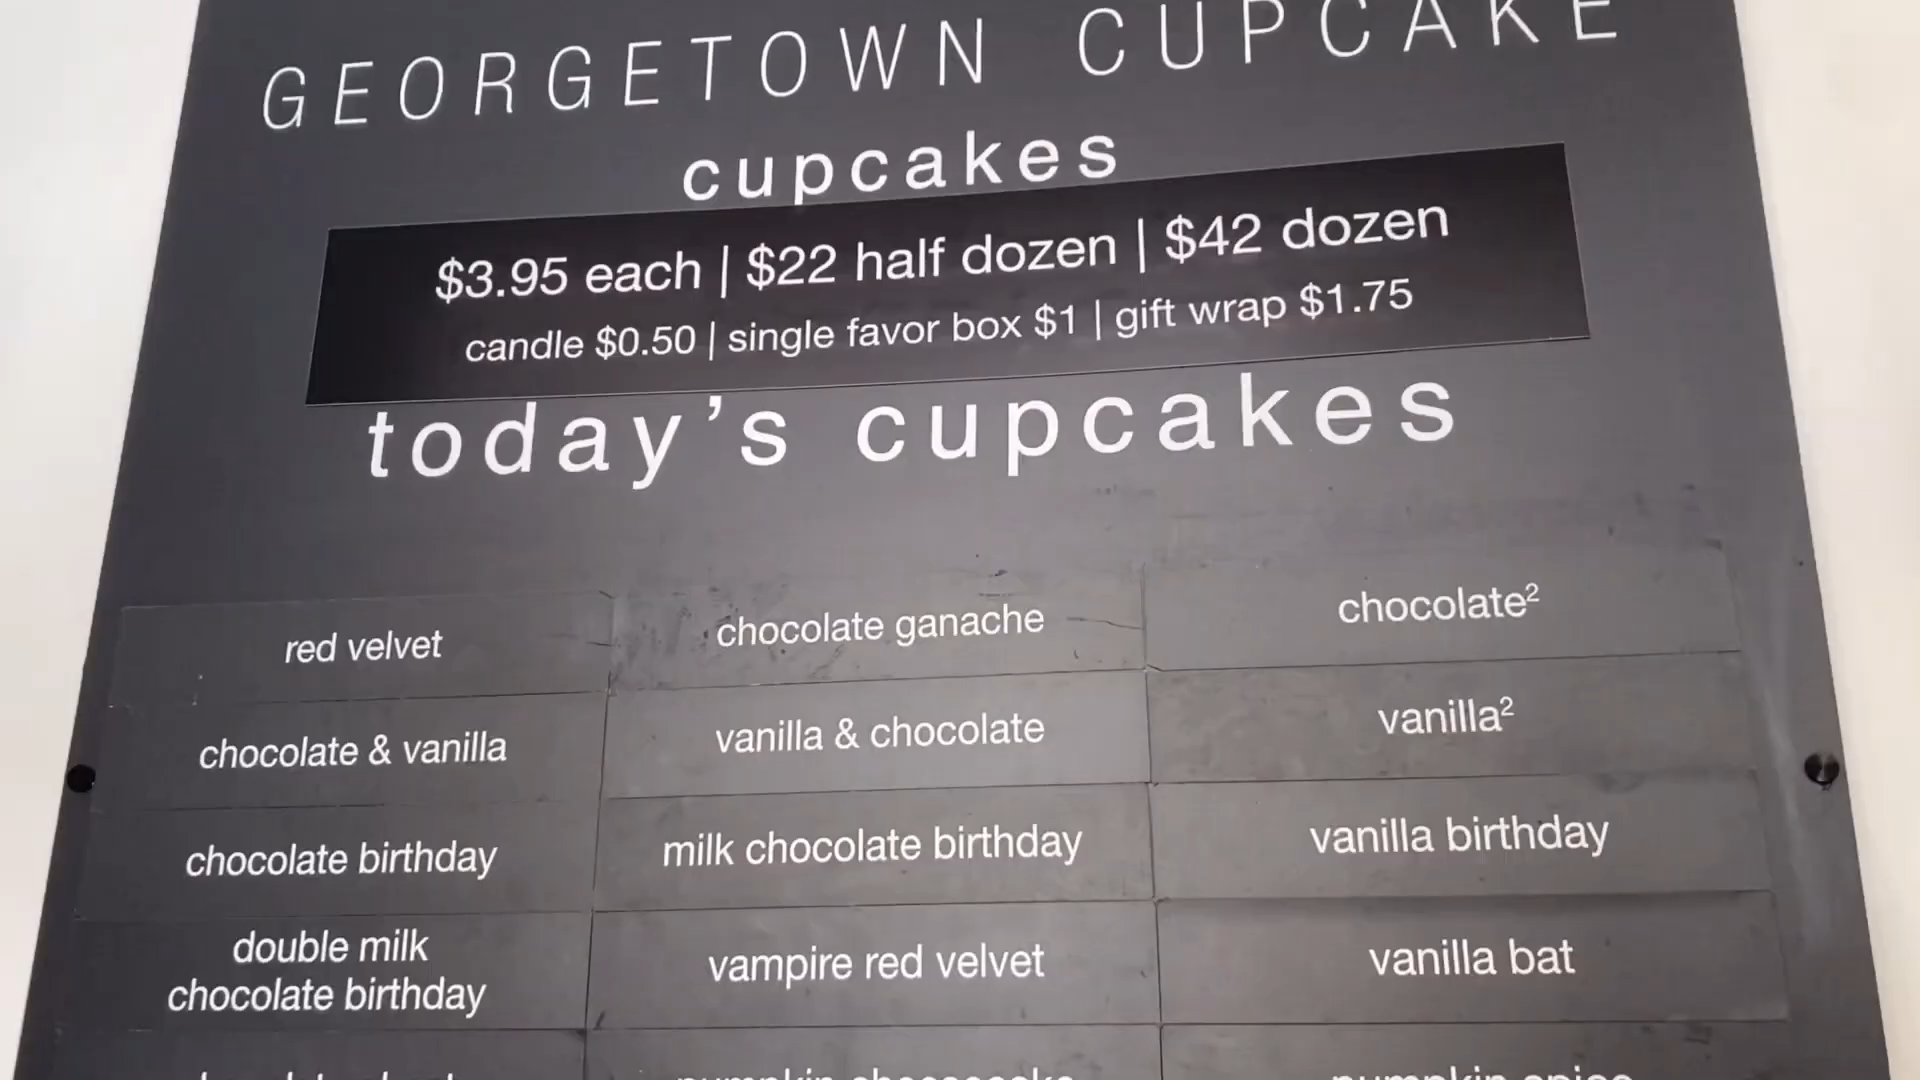 GEORGETOWN CUPCAKE
cupcakes
$3.95 each | $22 half dozen | $42 dozen
candle $0.50 | single favor box $1 | gift wrap $1.75
today's cupcakes
red velvet
chocolate ganache
chocolate²
chocolate & vanilla
vanilla & chocolate
vanilla²
chocolate birthday
milk chocolate birthday
vanilla birthday
double milk
chocolate birthday
vampire red velvet
vanilla bat
pumpkin cheesecake
pumpkin spice